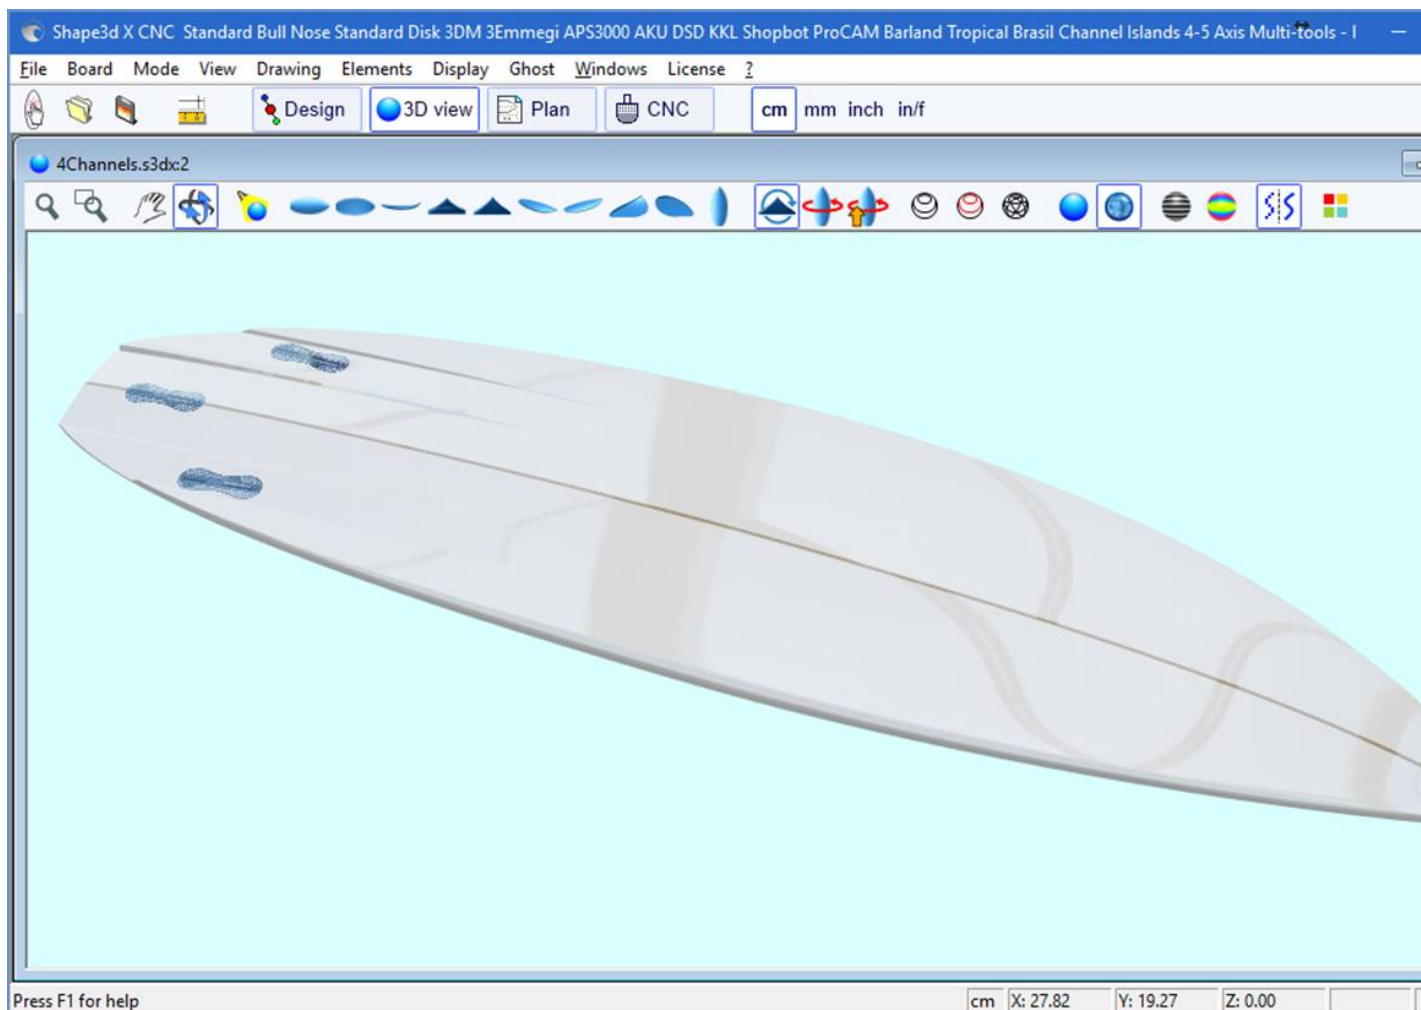 Shape3d X CNC Standard Bull Nose Standard Disk 3DM 3Emmegi APS3000 AKU DSD KKL Shopbot ProCAM Barland Tropical Brasil Channel Islands 4-5 Axis Multi-tools - I
File Board Mode View Drawing Elements Display Ghost Windows License ?
Design 3D view Plan CNC cm mm inch in/f
4Channels.s3dx:2
Press F1 for help cm X: 27.82 Y: 19.27 Z: 0.00